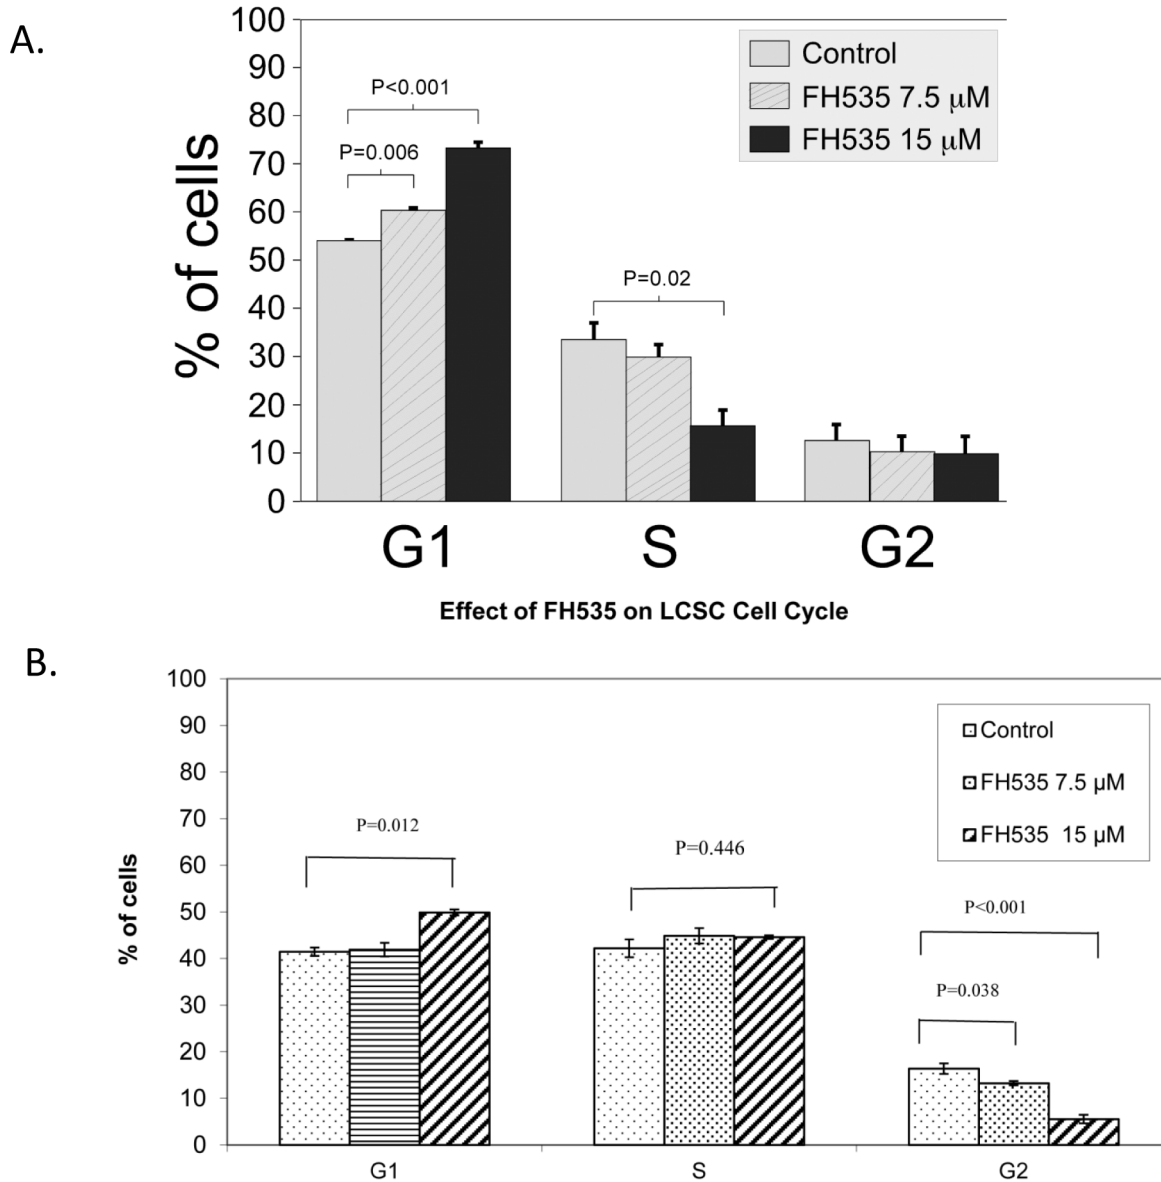 A.
100
90
80
70
60
50
40
30
20
10
0
% of cells
Control
FH535 7.5 μM
FH535 15 μM
P<0.001
P=0.006
P=0.02
G1 S G2
Effect of FH535 on LCSC Cell Cycle
B.
100
90
80
70
60
50
40
30
20
10
0
% of cells
Control
FH535 7.5 μM
FH535 15 μM
P=0.012
P=0.446
P<0.001
P=0.038
G1 S G2